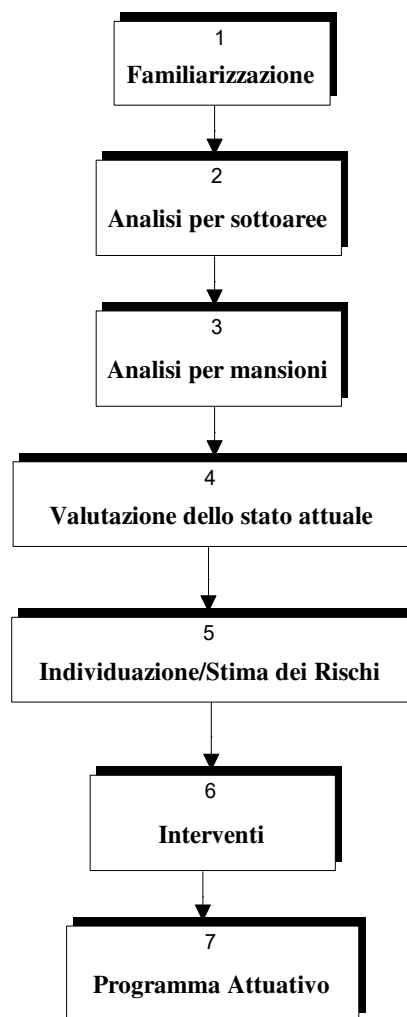 1
Familiarizzazione
2
Analisi per sottoaree
3
Analisi per mansioni
4
Valutazione dello stato attuale
5
Individuazione/Stima dei Rischi
6
Interventi
7
Programma Attuativo